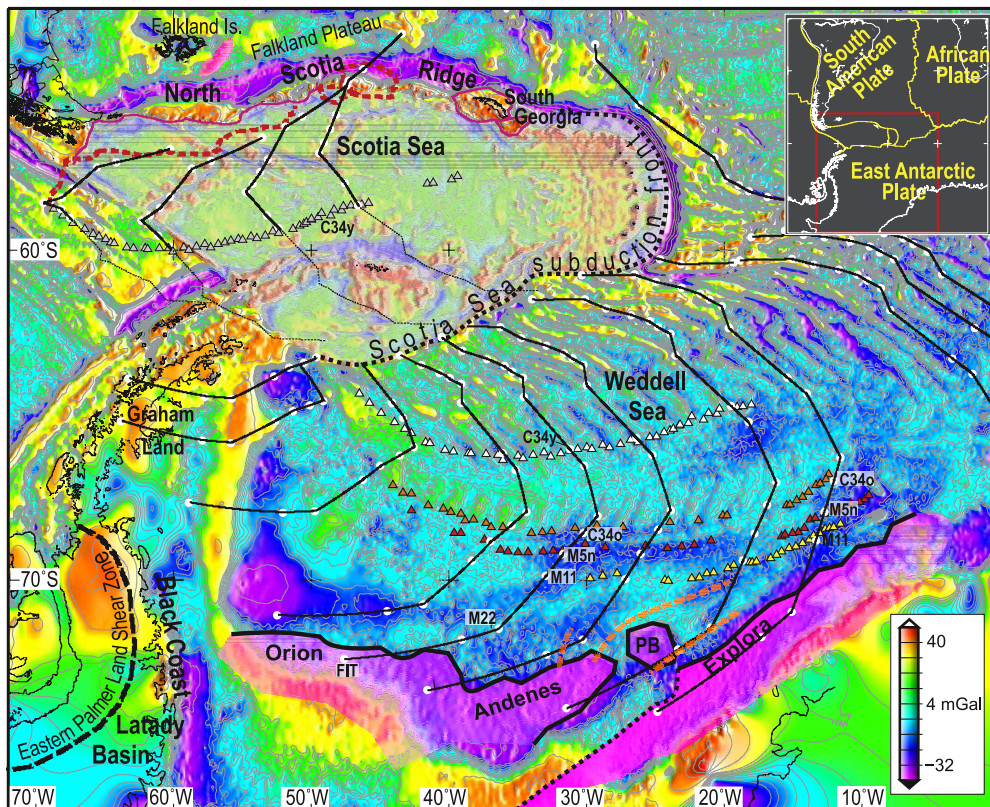 Falkland Is.
Falkland Plateau
North Scotia Ridge
South
Georgia
Scotia Sea
C34y
60°S
Scotia Sea subduction front
South
American
Plate
African
Plate
East Antarctic
Plate
Weddell
Sea
Graham
Land
C34y
C34o
M5n
M11
C34o
M5n
M11
M22
70°S
Eastern Palmer Land Shear Zone
Black Coast
Latady
Basin
Orion
FIT
Andenes
PB
Explora
40
4 mGal
−32
70°W
60°W
50°W
40°W
30°W
20°W
10°W